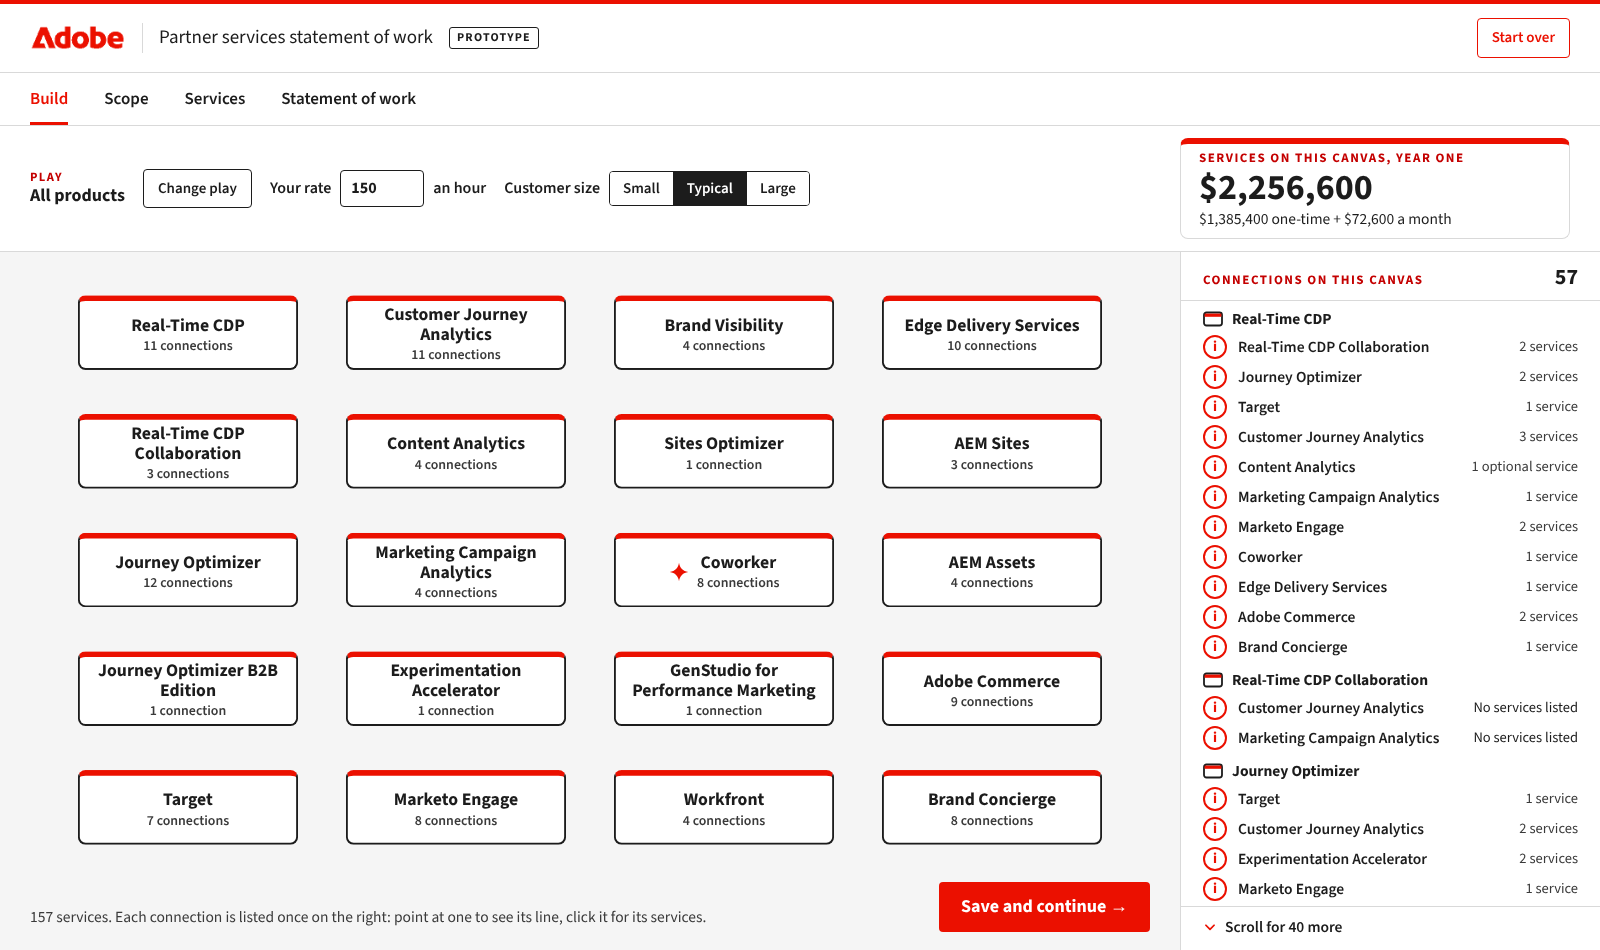 Adobe
Partner services statement of work
PROTOTYPE
Start over
Build
Scope
Services
Statement of work
PLAY
All products
Change play
Your rate
150
an hour
Customer size
Small
Typical
Large
SERVICES ON THIS CANVAS, YEAR ONE
$2,256,600
$1,385,400 one-time + $72,600 a month
Real-Time CDP
11 connections
Customer Journey
Analytics
11 connections
Brand Visibility
4 connections
Edge Delivery Services
10 connections
Real-Time CDP
Collaboration
3 connections
Content Analytics
4 connections
Sites Optimizer
1 connection
AEM Sites
3 connections
Journey Optimizer
12 connections
Marketing Campaign
Analytics
4 connections
Coworker
8 connections
AEM Assets
4 connections
Journey Optimizer B2B
Edition
1 connection
Experimentation
Accelerator
1 connection
GenStudio for
Performance Marketing
1 connection
Adobe Commerce
9 connections
Target
7 connections
Marketo Engage
8 connections
Workfront
4 connections
Brand Concierge
8 connections
157 services. Each connection is listed once on the right: point at one to see its line, click it for its services.
Save and continue →
CONNECTIONS ON THIS CANVAS
57
Real-Time CDP
i Real-Time CDP Collaboration 2 services
i Journey Optimizer 2 services
i Target 1 service
i Customer Journey Analytics 3 services
i Content Analytics 1 optional service
i Marketing Campaign Analytics 1 service
i Marketo Engage 2 services
i Coworker 1 service
i Edge Delivery Services 1 service
i Adobe Commerce 2 services
i Brand Concierge 1 service
Real-Time CDP Collaboration
i Customer Journey Analytics No services listed
i Marketing Campaign Analytics No services listed
Journey Optimizer
i Target 1 service
i Customer Journey Analytics 2 services
i Experimentation Accelerator 2 services
i Marketo Engage 1 service
Scroll for 40 more